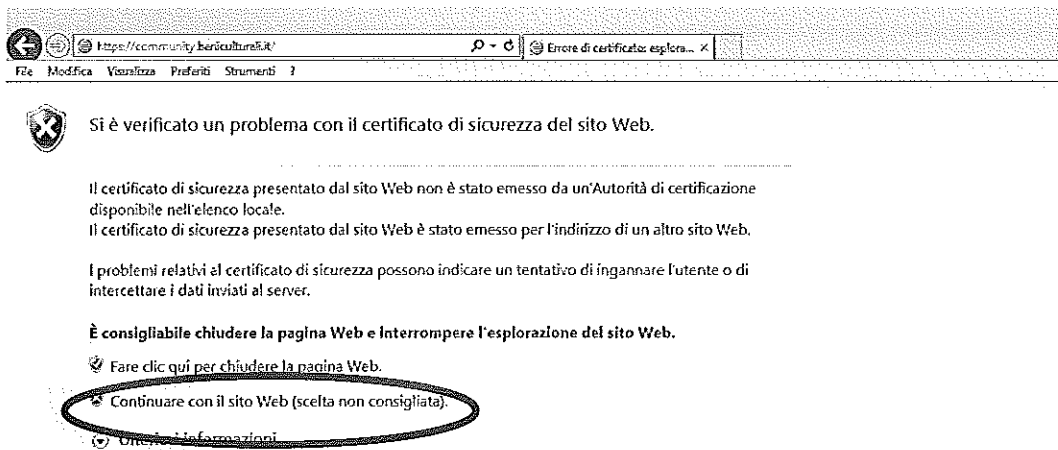 https://community.beniculturali.it/
Errore di certificato: esplora... ×
File Modifica Visualizza Preferiti Strumenti ?
Si è verificato un problema con il certificato di sicurezza del sito Web.
Il certificato di sicurezza presentato dal sito Web non è stato emesso da un'Autorità di certificazione
disponibile nell'elenco locale.
Il certificato di sicurezza presentato dal sito Web è stato emesso per l'indirizzo di un altro sito Web.
I problemi relativi al certificato di sicurezza possono indicare un tentativo di ingannare l'utente o di
intercettare i dati inviati al server.
È consigliabile chiudere la pagina Web e interrompere l'esplorazione del sito Web.
Fare clic qui per chiudere la pagina Web.
Continuare con il sito Web (scelta non consigliata).
Ulteriori informazioni